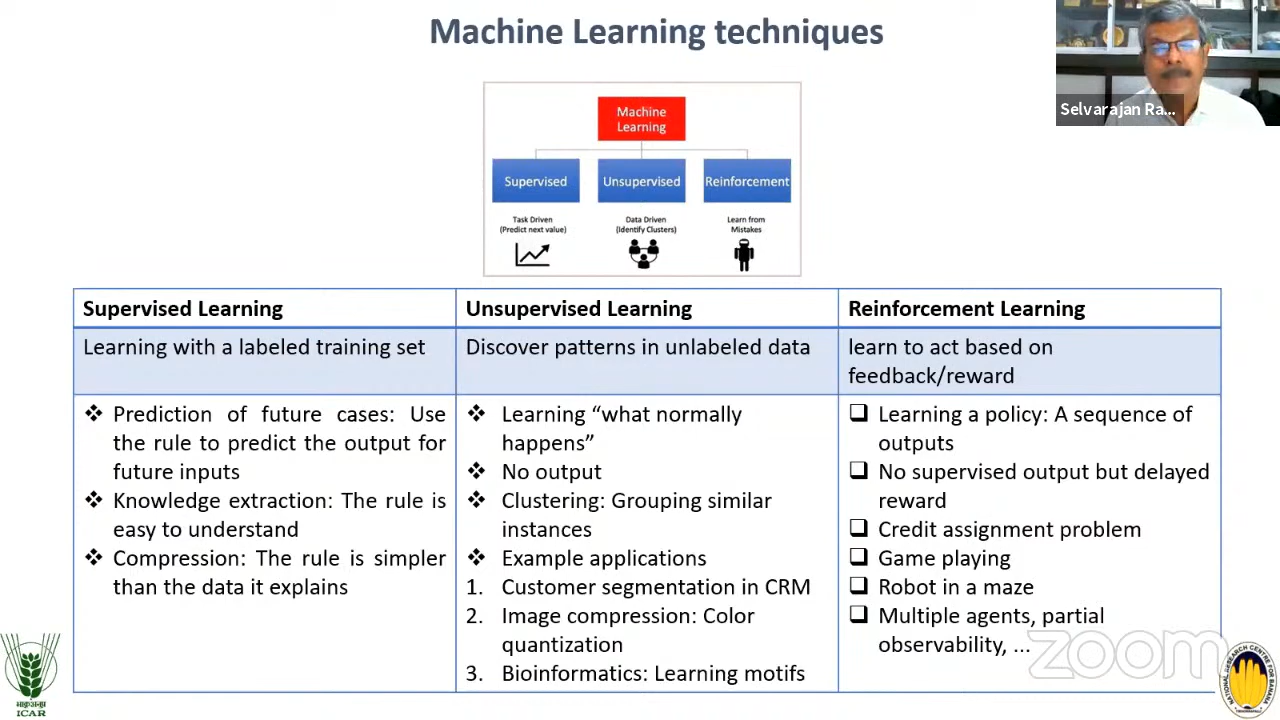 Machine Learning techniques
Selvarajan Ra...
Machine
Learning
Supervised
Unsupervised
Reinforcement
Task Driven
(Predict next value)
Data Driven
(Identify Clusters)
Learn from
Mistakes
Supervised Learning
Unsupervised Learning
Reinforcement Learning
Learning with a labeled training set
Discover patterns in unlabeled data
learn to act based on
feedback/reward
❖ Prediction of future cases: Use
the rule to predict the output for
future inputs
❖ Knowledge extraction: The rule is
easy to understand
❖ Compression: The rule is simpler
than the data it explains
❖ Learning “what normally
happens”
❖ No output
❖ Clustering: Grouping similar
instances
❖ Example applications
1. Customer segmentation in CRM
2. Image compression: Color
quantization
3. Bioinformatics: Learning motifs
❑ Learning a policy: A sequence of
outputs
❑ No supervised output but delayed
reward
❑ Credit assignment problem
❑ Game playing
❑ Robot in a maze
❑ Multiple agents, partial
observability, ...
zoom
भाकृअनुप
ICAR
NATIONAL RESEARCH CENTRE FOR BANANA